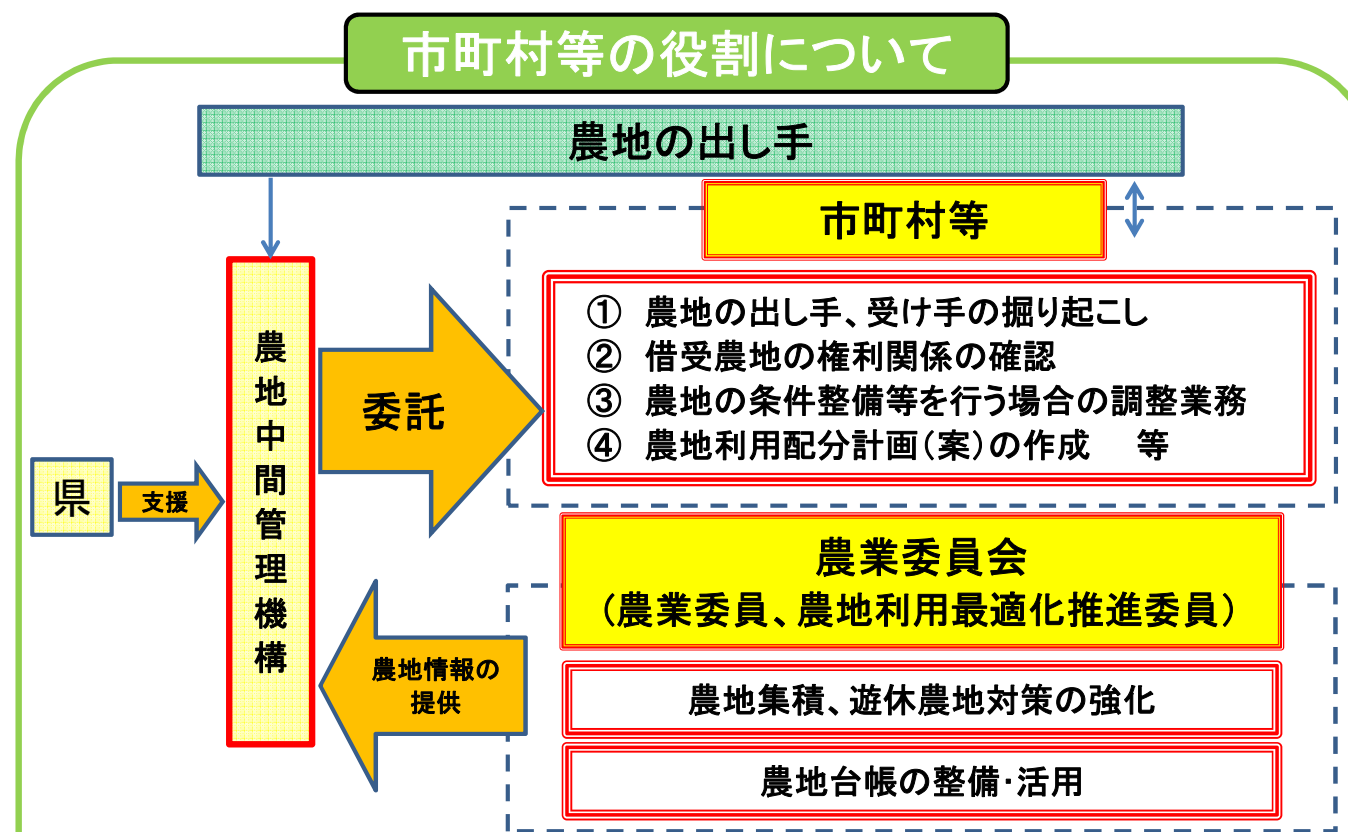 市町村等の役割について
農地の出し手
市町村等
① 農地の出し手、受け手の掘り起こし
② 借受農地の権利関係の確認
③ 農地の条件整備等を行う場合の調整業務
④ 農地利用配分計画(案)の作成 等
委託
農地中間管理機構
県
支援
農業委員会
(農業委員、農地利用最適化推進委員)
農地情報の
提供
農地集積、遊休農地対策の強化
農地台帳の整備・活用